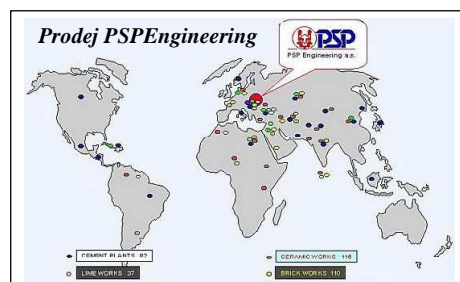 Prodej PSPEngineering
PSP
PSP Engineering a.s.
CEMENT PLANTS 82
CERAMIC WORKS 116
LIME WORKS 37
BRICK WORKS 110